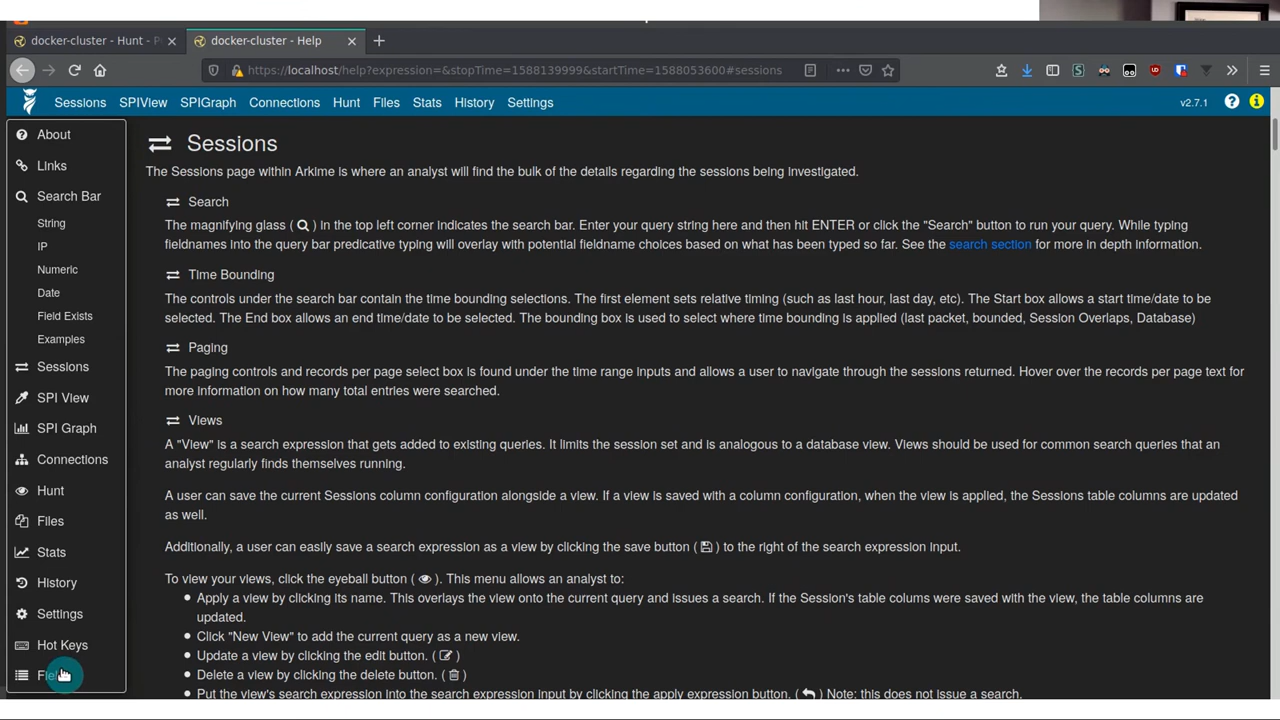 docker-cluster - Hunt - P
docker-cluster - Help
https://localhost/help?expression=&stopTime=1588139999&startTime=1588053600#sessions
Sessions SPIView SPIGraph Connections Hunt Files Stats History Settings v2.7.1
About
Links
Search Bar
String
IP
Numeric
Date
Field Exists
Examples
Sessions
SPI View
SPI Graph
Connections
Hunt
Files
Stats
History
Settings
Hot Keys
Sessions
The Sessions page within Arkime is where an analyst will find the bulk of the details regarding the sessions being investigated.
Search
The magnifying glass ( ) in the top left corner indicates the search bar. Enter your query string here and then hit ENTER or click the "Search" button to run your query. While typing
fieldnames into the query bar predicative typing will overlay with potential fieldname choices based on what has been typed so far. See the search section for more in depth information.
Time Bounding
The controls under the search bar contain the time bounding selections. The first element sets relative timing (such as last hour, last day, etc). The Start box allows a start time/date to be
selected. The End box allows an end time/date to be selected. The bounding box is used to select where time bounding is applied (last packet, bounded, Session Overlaps, Database)
Paging
The paging controls and records per page select box is found under the time range inputs and allows a user to navigate through the sessions returned. Hover over the records per page text for
more information on how many total entries were searched.
Views
A "View" is a search expression that gets added to existing queries. It limits the session set and is analogous to a database view. Views should be used for common search queries that an
analyst regularly finds themselves running.
A user can save the current Sessions column configuration alongside a view. If a view is saved with a column configuration, when the view is applied, the Sessions table columns are updated
as well.
Additionally, a user can easily save a search expression as a view by clicking the save button ( ) to the right of the search expression input.
To view your views, click the eyeball button ( ). This menu allows an analyst to:
● Apply a view by clicking its name. This overlays the view onto the current query and issues a search. If the Session's table colums were saved with the view, the table columns are
updated.
● Click "New View" to add the current query as a new view.
● Update a view by clicking the edit button. ( )
● Delete a view by clicking the delete button. ( )
● Put the view's search expression into the search expression input by clicking the apply expression button. ( ) Note: this does not issue a search.